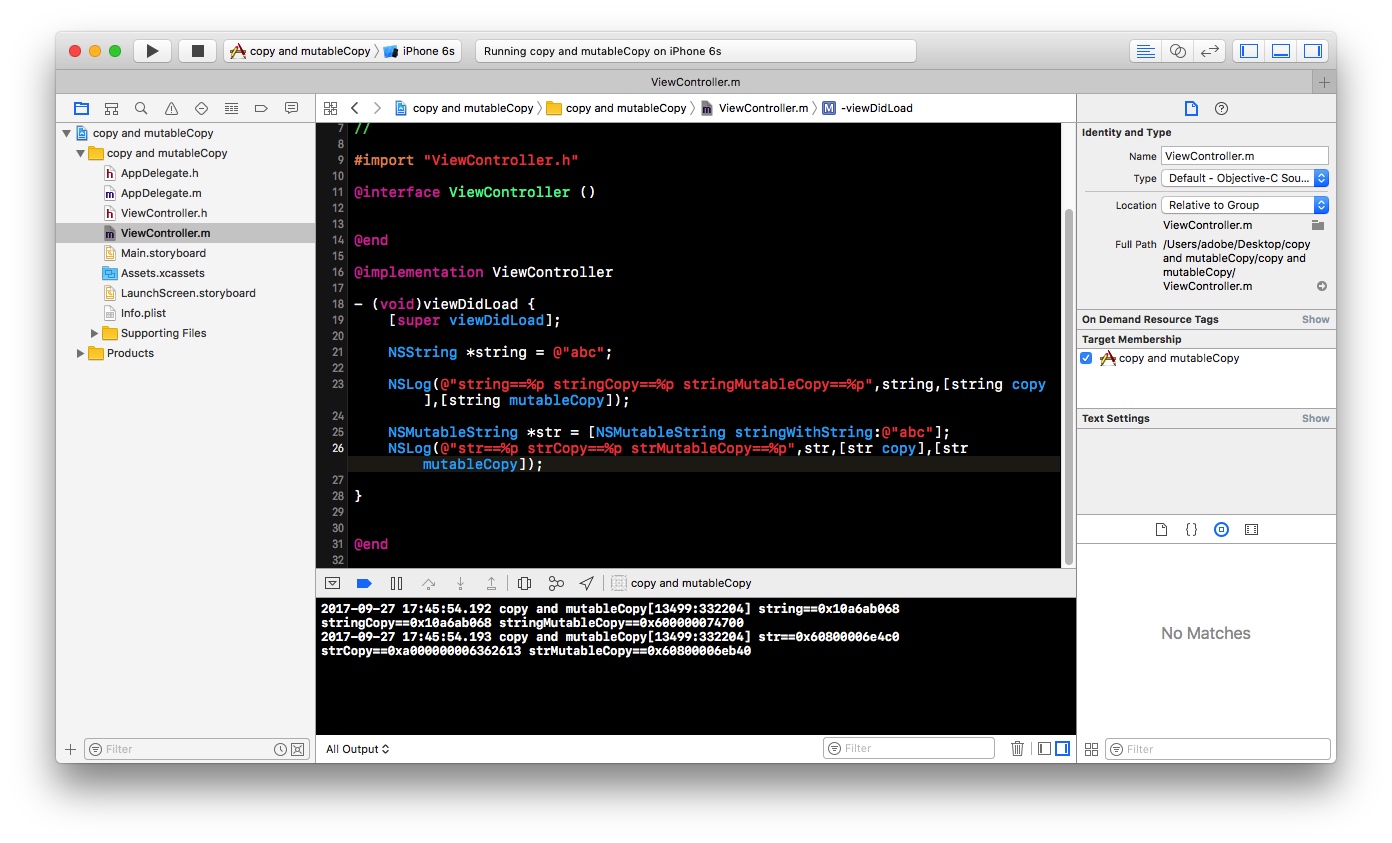 copy and mutableCopy iPhone 6s
Running copy and mutableCopy on iPhone 6s
ViewController.m
copy and mutableCopy
copy and mutableCopy
AppDelegate.h
AppDelegate.m
ViewController.h
ViewController.m
Main.storyboard
Assets.xcassets
LaunchScreen.storyboard
Info.plist
Supporting Files
Products
Filter
copy and mutableCopy copy and mutableCopy ViewController.m M -viewDidLoad
7 //
8
9 #import "ViewController.h"
10
11 @interface ViewController ()
12
13
14 @end
15
16 @implementation ViewController
17
18 - (void)viewDidLoad {
19 [super viewDidLoad];
20
21 NSString *string = @"abc";
22
23 NSLog(@"string==%p stringCopy==%p stringMutableCopy==%p",string,[string copy
],[string mutableCopy]);
24
25 NSMutableString *str = [NSMutableString stringWithString:@"abc"];
26 NSLog(@"str==%p strCopy==%p strMutableCopy==%p",str,[str copy],[str
mutableCopy]);
27
28 }
29
30
31 @end
32
copy and mutableCopy
2017-09-27 17:45:54.192 copy and mutableCopy[13499:332204] string==0x10a6ab068
stringCopy==0x10a6ab068 stringMutableCopy==0x600000074700
2017-09-27 17:45:54.193 copy and mutableCopy[13499:332204] str==0x60800006e4c0
strCopy==0xa000000006362613 strMutableCopy==0x60800006eb40
All Output
Filter
Identity and Type
Name ViewController.m
Type Default - Objective-C Sou...
Location Relative to Group
ViewController.m
Full Path /Users/adobe/Desktop/copy
and mutableCopy/copy and
mutableCopy/
ViewController.m
On Demand Resource Tags Show
Target Membership
copy and mutableCopy
Text Settings Show
{}
No Matches
Filter